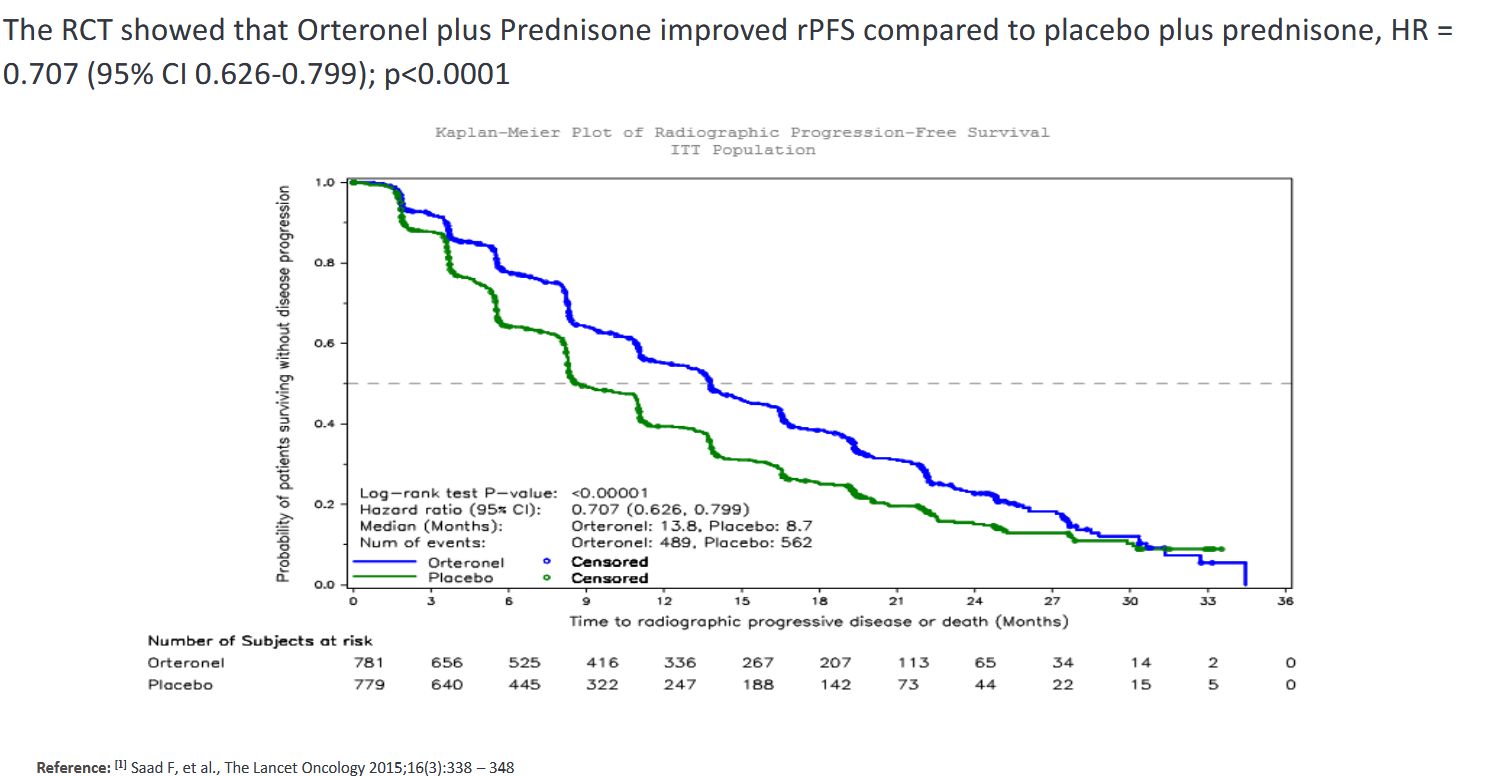 The RCT showed that Orteronel plus Prednisone improved rPFS compared to placebo plus prednisone, HR =
0.707 (95% CI 0.626-0.799); p<0.0001
Kaplan-Meier Plot of Radiographic Progression-Free Survival
ITT Population
Probability of patients surviving without disease progression
1.0
0.8
0.6
0.4
0.2
0.0
Log-rank test P-value: <0.00001
Hazard ratio (95% CI): 0.707 (0.626, 0.799)
Median (Months): Orteronel: 13.8, Placebo: 8.7
Num of events: Orteronel: 489, Placebo: 562
Orteronel Censored
Placebo Censored
0 3 6 9 12 15 18 21 24 27 30 33 36
Time to radiographic progressive disease or death (Months)
Number of Subjects at risk
Orteronel 781 656 525 416 336 267 207 113 65 34 14 2 0
Placebo 779 640 445 322 247 188 142 73 44 22 15 5 0
Reference: [1] Saad F, et al., The Lancet Oncology 2015;16(3):338 – 348